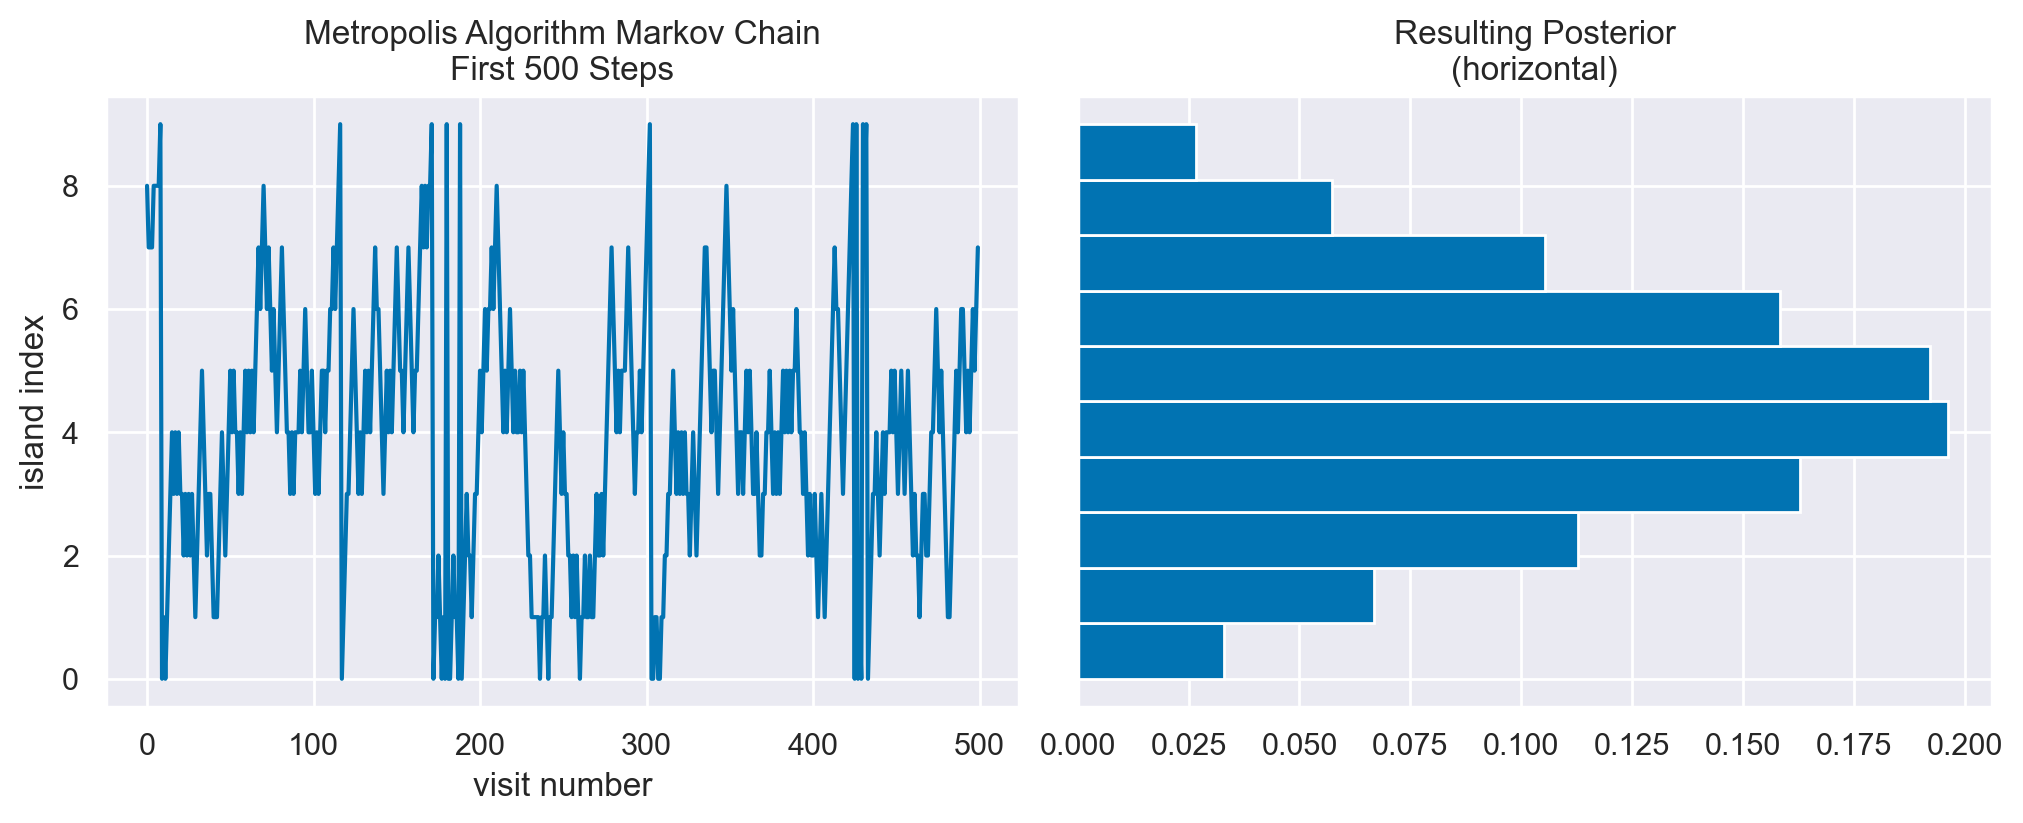 Metropolis Algorithm Markov Chain
First 500 Steps
island index
8
6
4
2
0
0 100 200 300 400 500
visit number
Resulting Posterior
(horizontal)
0.000 0.025 0.050 0.075 0.100 0.125 0.150 0.175 0.200